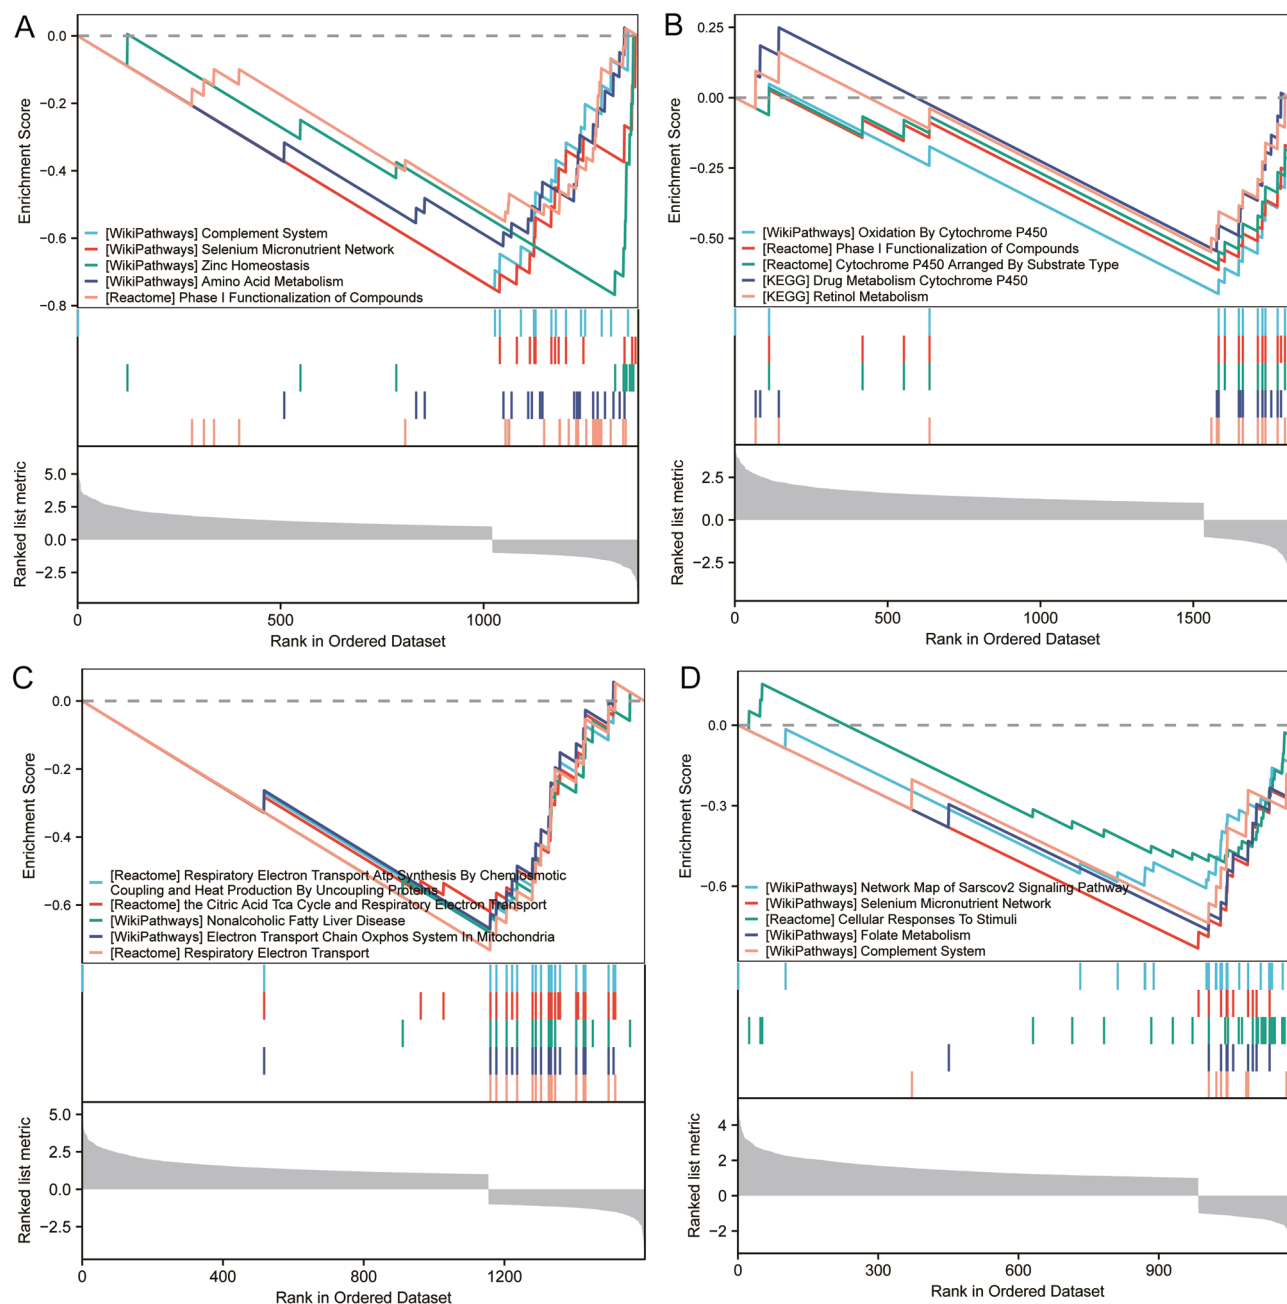 A
0.0
−0.2
−0.4
−0.6
−0.8
Enrichment Score
[WikiPathways] Complement System
[WikiPathways] Selenium Micronutrient Network
[WikiPathways] Zinc Homeostasis
[WikiPathways] Amino Acid Metabolism
[Reactome] Phase I Functionalization of Compounds
5.0
2.5
0.0
−2.5
Ranked list metric
0
500
1000
Rank in Ordered Dataset
B
0.25
0.00
−0.25
−0.50
Enrichment Score
[WikiPathways] Oxidation By Cytochrome P450
[Reactome] Phase I Functionalization of Compounds
[Reactome] Cytochrome P450 Arranged By Substrate Type
[KEGG] Drug Metabolism Cytochrome P450
[KEGG] Retinol Metabolism
2.5
0.0
−2.5
Ranked list metric
0
500
1000
1500
Rank in Ordered Dataset
C
0.0
−0.2
−0.4
−0.6
Enrichment Score
[Reactome] Respiratory Electron Transport Atp Synthesis By Chemiosmotic
Coupling and Heat Production By Uncoupling Proteins
[Reactome] the Citric Acid Tca Cycle and Respiratory Electron Transport
[WikiPathways] Nonalcoholic Fatty Liver Disease
[WikiPathways] Electron Transport Chain Oxphos System In Mitochondria
[Reactome] Respiratory Electron Transport
5.0
2.5
0.0
−2.5
Ranked list metric
0
400
800
1200
Rank in Ordered Dataset
D
0.0
−0.3
−0.6
Enrichment Score
[WikiPathways] Network Map of Sarscov2 Signaling Pathway
[WikiPathways] Selenium Micronutrient Network
[Reactome] Cellular Responses To Stimuli
[WikiPathways] Folate Metabolism
[WikiPathways] Complement System
4
2
0
−2
Ranked list metric
0
300
600
900
Rank in Ordered Dataset